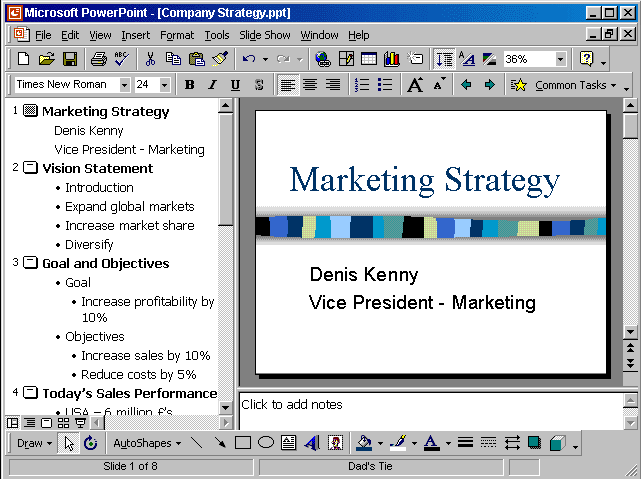 Microsoft PowerPoint - [Company Strategy.ppt]
File Edit View Insert Format Tools Slide Show Window Help
36%
Times New Roman 24 B I U S Common Tasks
1 Marketing Strategy
Denis Kenny
Vice President - Marketing
2 Vision Statement
• Introduction
• Expand global markets
• Increase market share
• Diversify
3 Goal and Objectives
• Goal
• Increase profitability by
10%
• Objectives
• Increase sales by 10%
• Reduce costs by 5%
4 Today's Sales Performance
• USA – 6 million £'s
Marketing Strategy
Denis Kenny
Vice President - Marketing
Click to add notes
Draw AutoShapes
Slide 1 of 8 Dad's Tie